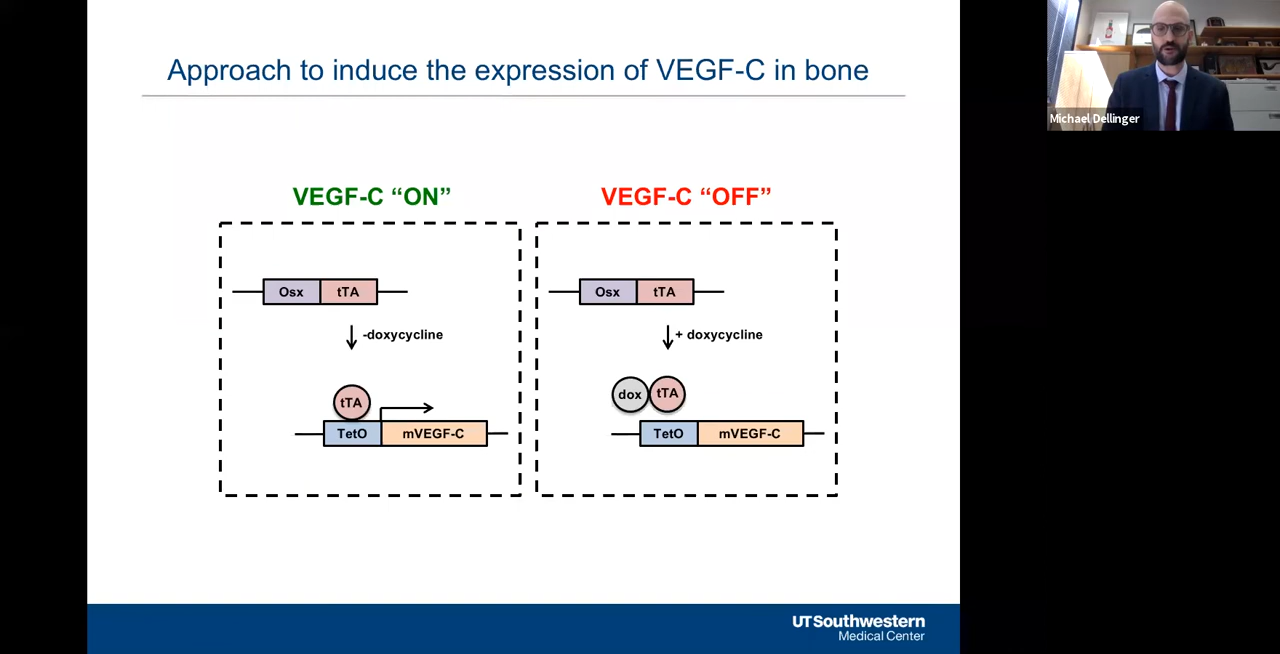 Approach to induce the expression of VEGF-C in bone
Michael Dellinger
VEGF-C “ON”
Osx tTA
-doxycycline
tTA
TetO mVEGF-C
VEGF-C “OFF”
Osx tTA
+ doxycycline
dox tTA
TetO mVEGF-C
UTSouthwestern
Medical Center